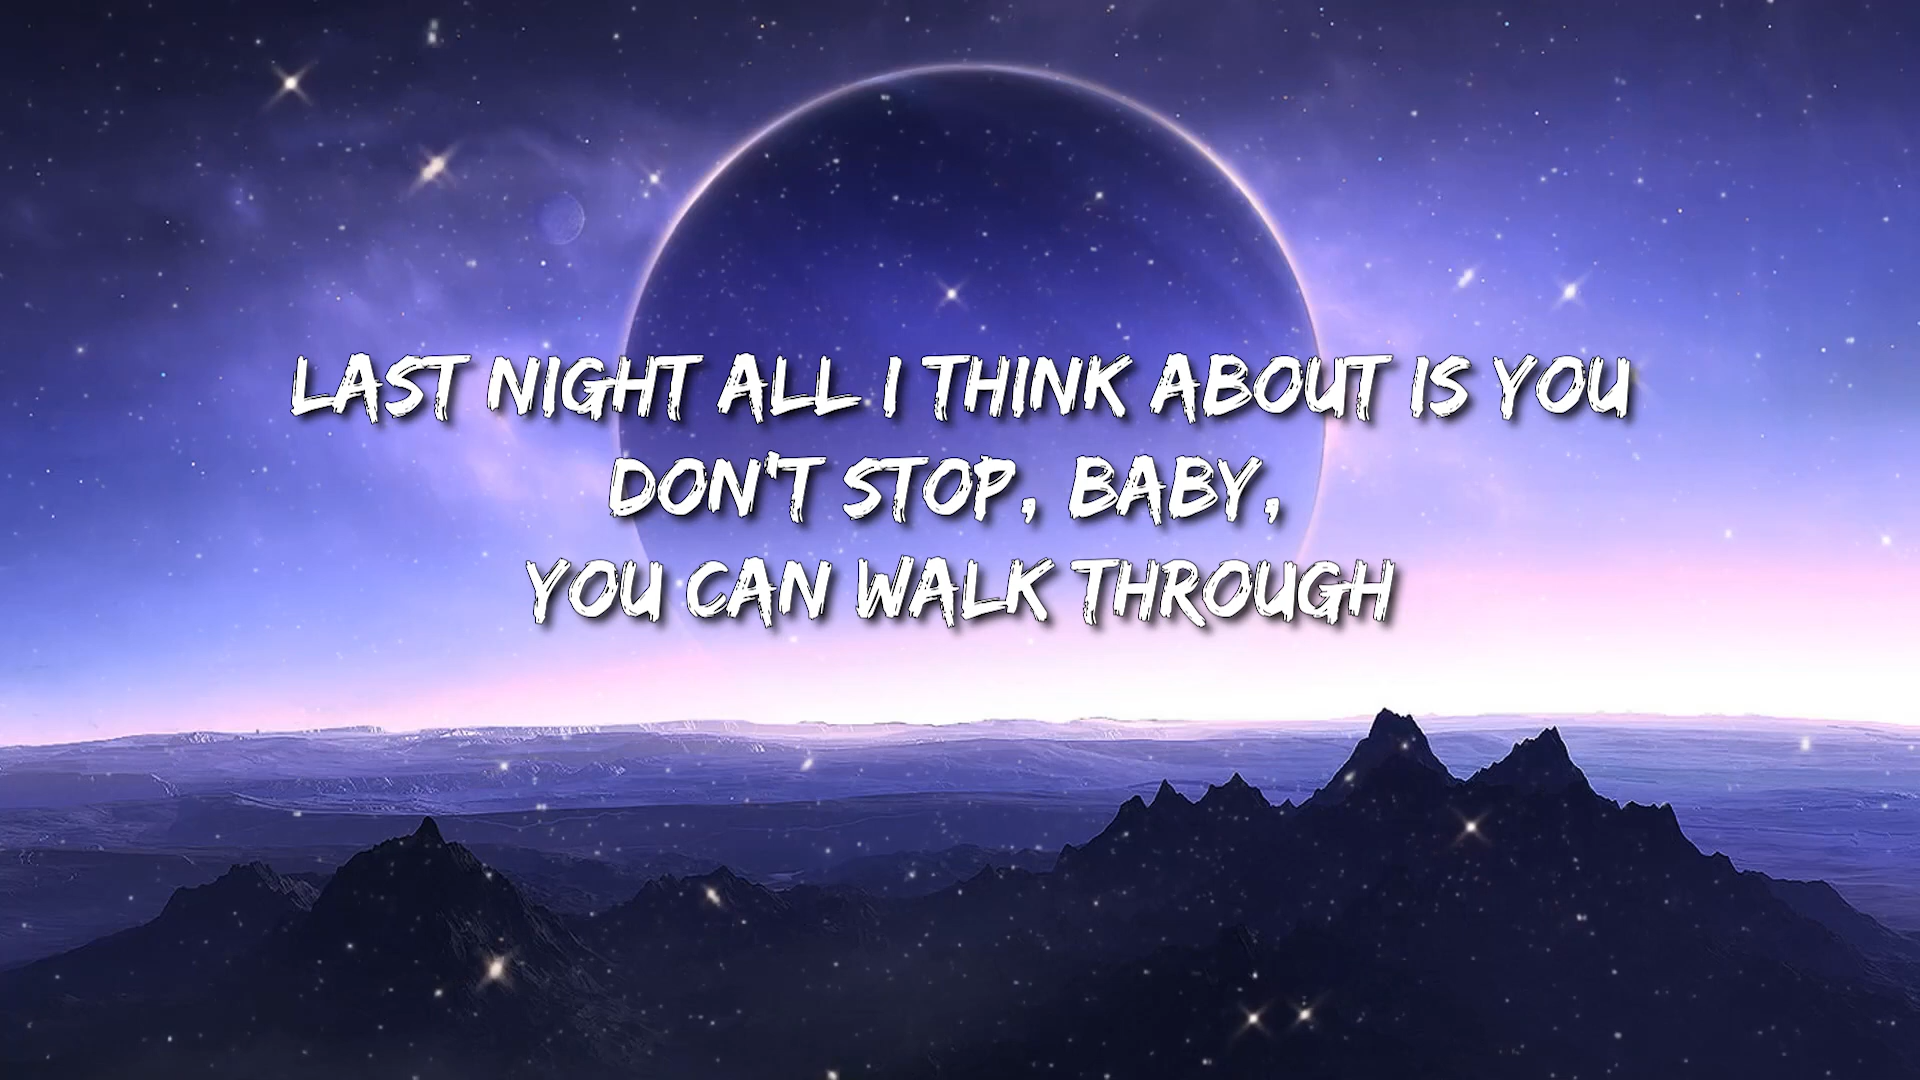 LAST NIGHT ALL I THINK ABOUT IS YOU
DON'T STOP, BABY,
YOU CAN WALK THROUGH